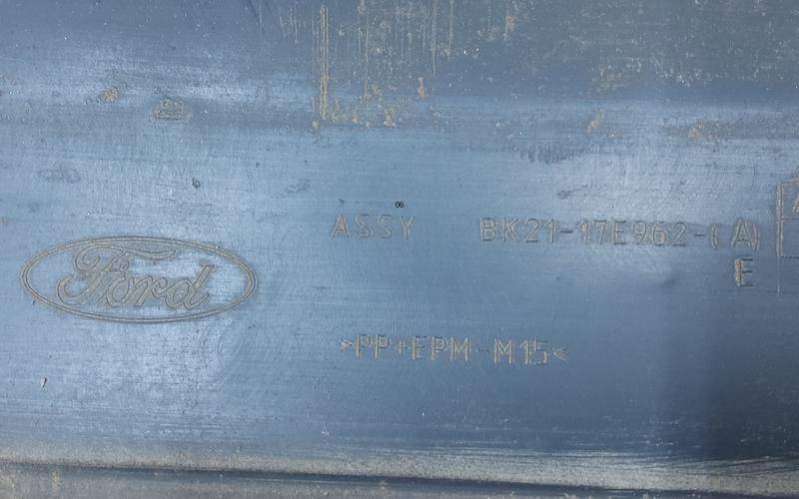 Ford
ASSY BK21-17E962-(A)
E
>PP+EPM-M15<